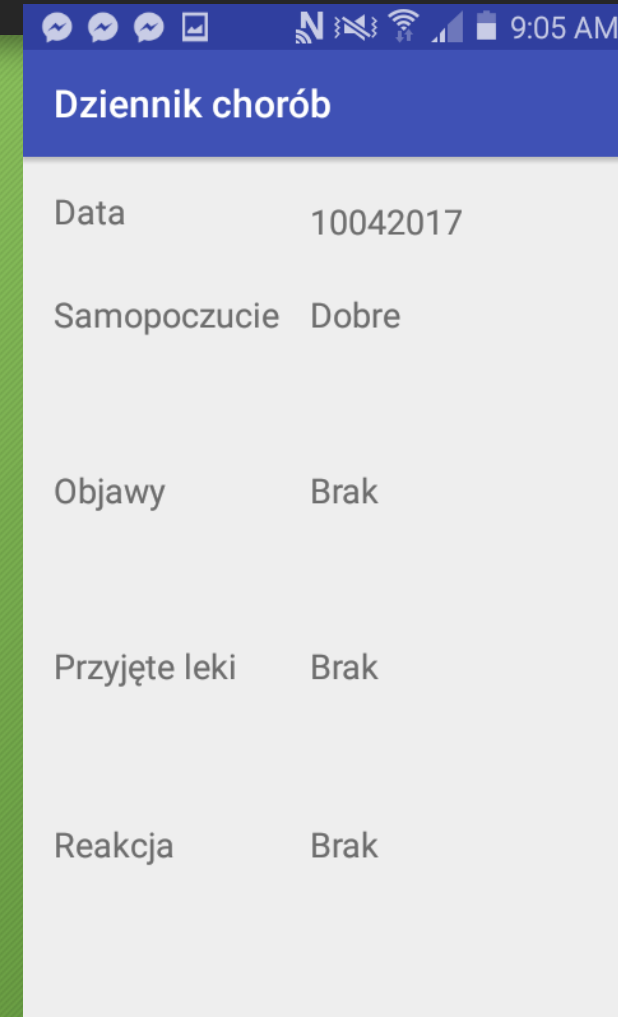 9:05 AM
Dziennik chorób
Data 10042017
Samopoczucie Dobre
Objawy Brak
Przyjęte leki Brak
Reakcja Brak